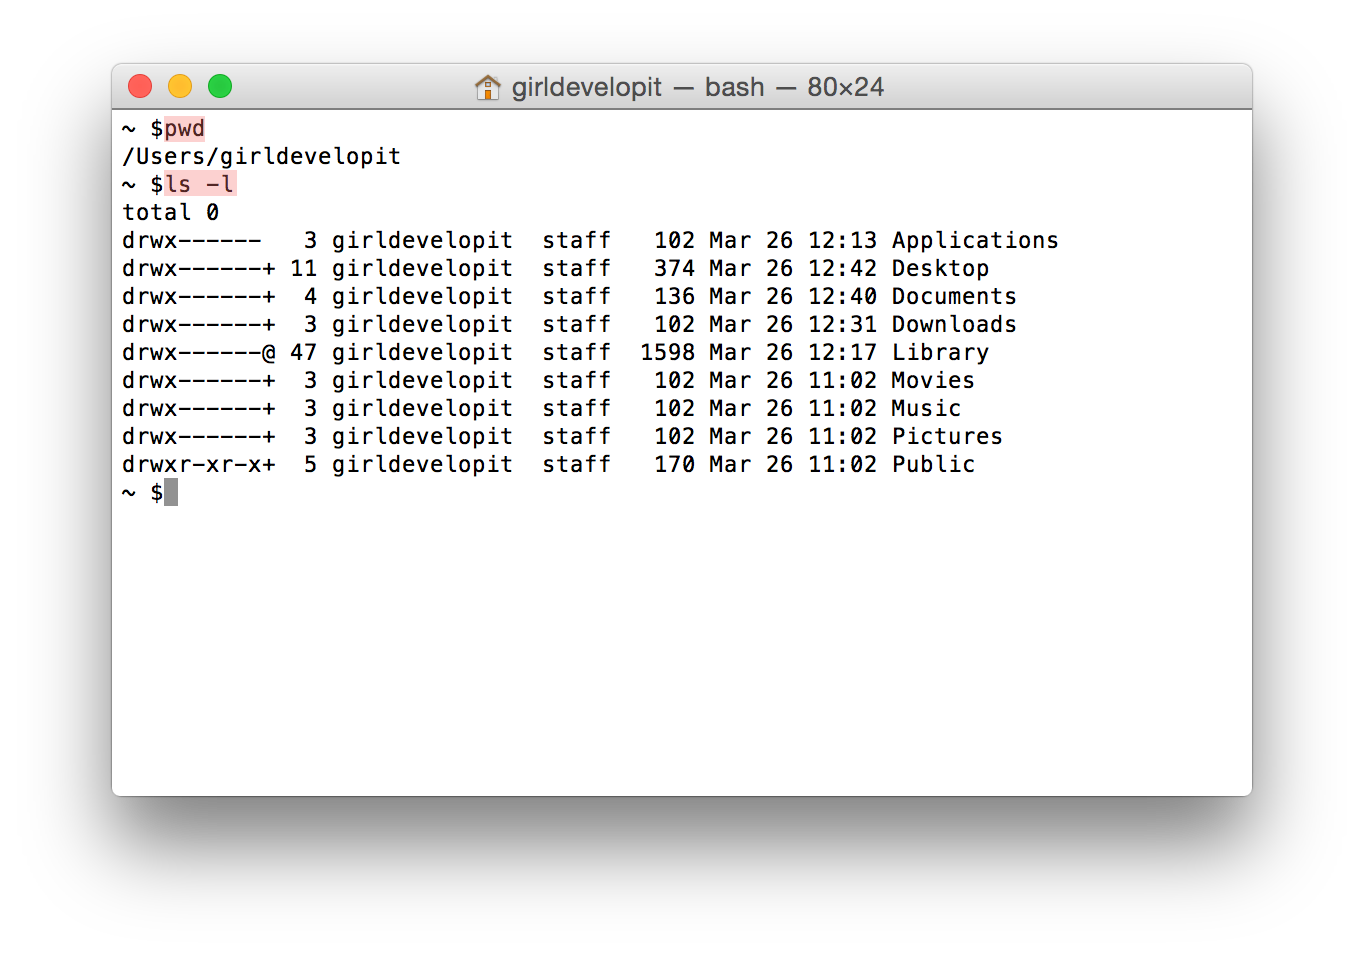 girldevelopit — bash — 80×24
~ $pwd
/Users/girldevelopit
~ $ls -l
total 0
drwx------   3 girldevelopit  staff   102 Mar 26 12:13 Applications
drwx------+ 11 girldevelopit  staff   374 Mar 26 12:42 Desktop
drwx------+  4 girldevelopit  staff   136 Mar 26 12:40 Documents
drwx------+  3 girldevelopit  staff   102 Mar 26 12:31 Downloads
drwx------@ 47 girldevelopit  staff  1598 Mar 26 12:17 Library
drwx------+  3 girldevelopit  staff   102 Mar 26 11:02 Movies
drwx------+  3 girldevelopit  staff   102 Mar 26 11:02 Music
drwx------+  3 girldevelopit  staff   102 Mar 26 11:02 Pictures
drwxr-xr-x+  5 girldevelopit  staff   170 Mar 26 11:02 Public
~ $